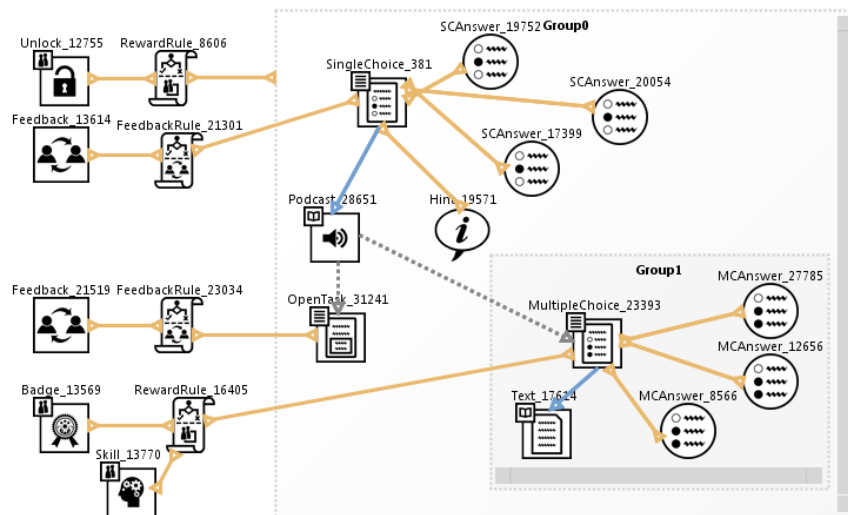 SCAnswer_19752
Group0
Unlock_12755
RewardRule_8606
SingleChoice_381
SCAnswer_20054
Feedback_13614
FeedbackRule_21301
SCAnswer_17399
Podcast_28651
Hint_19571
Group1
MCAnswer_27785
Feedback_21519
FeedbackRule_23034
OpenTask_31241
MultipleChoice_23393
MCAnswer_12656
Badge_13569
RewardRule_16405
Text_17614
MCAnswer_8566
Skill_13770